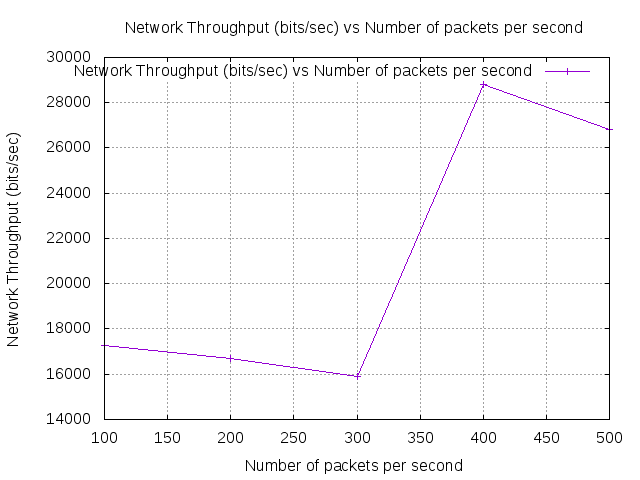 Network Throughput (bits/sec) vs Number of packets per second
30000
Network Throughput (bits/sec) vs Number of packets per second
28000
26000
24000
22000
20000
18000
16000
14000
Network Throughput (bits/sec)
100 150 200 250 300 350 400 450 500
Number of packets per second